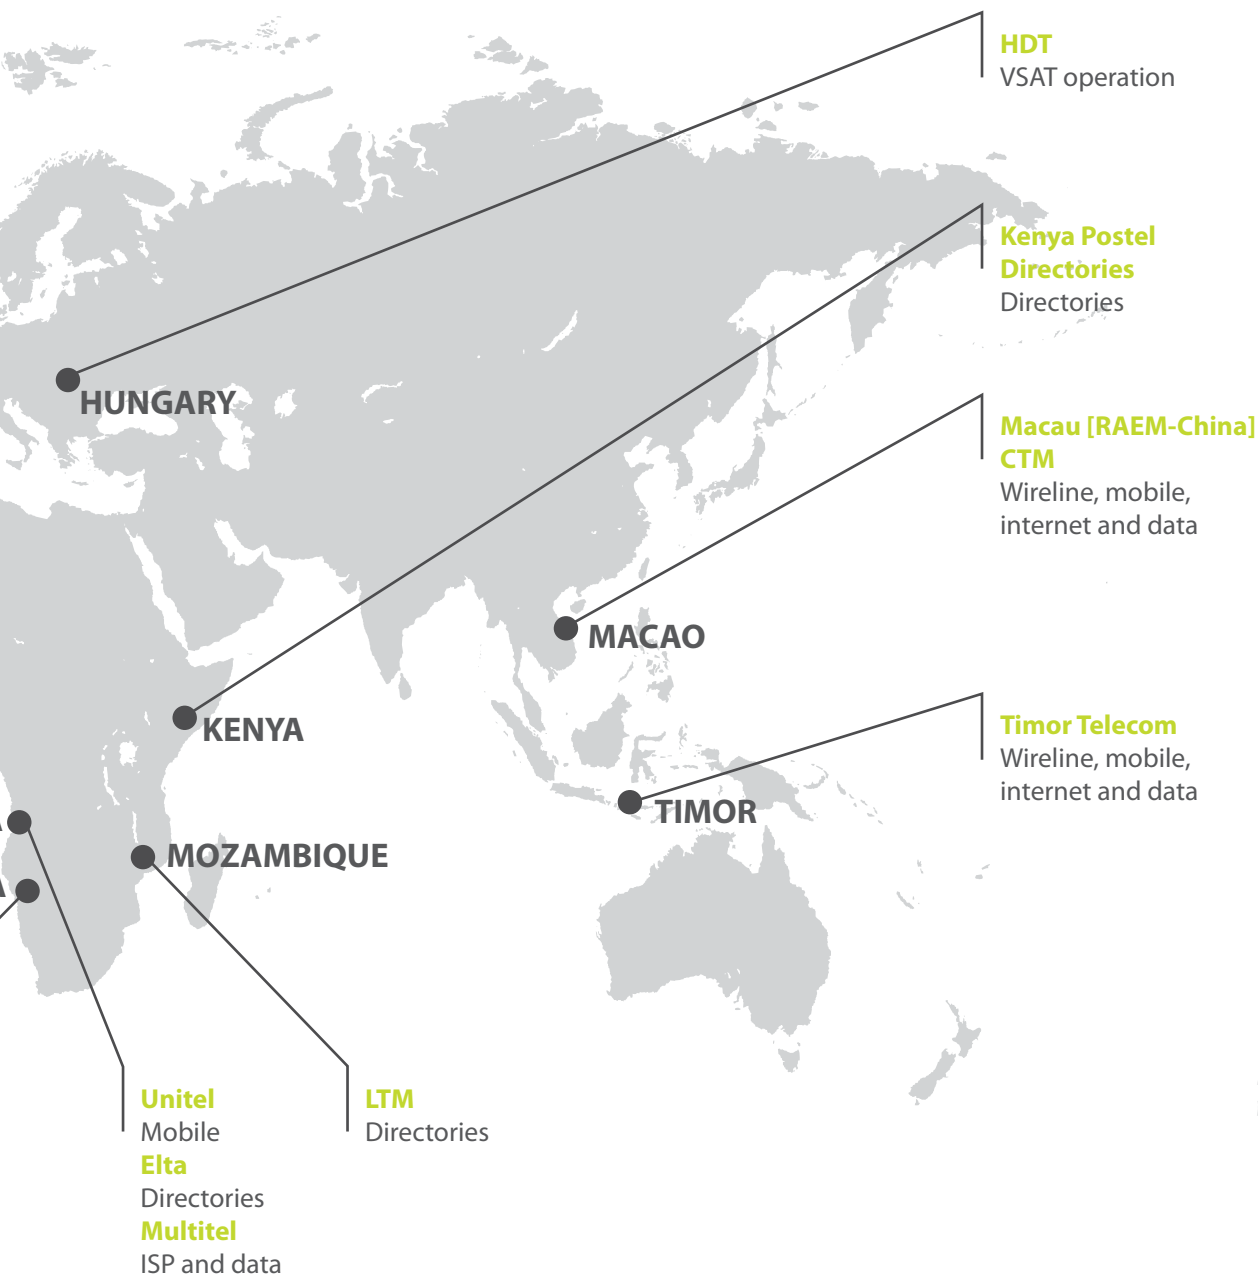 HDT
VSAT operation
Kenya Postel
Directories
Directories
HUNGARY
Macau [RAEM-China]
CTM
Wireline, mobile,
internet and data
MACAO
KENYA
Timor Telecom
Wireline, mobile,
internet and data
TIMOR
A
MOZAMBIQUE
A
Unitel
Mobile
Elta
Directories
Multitel
ISP and data
LTM
Directories